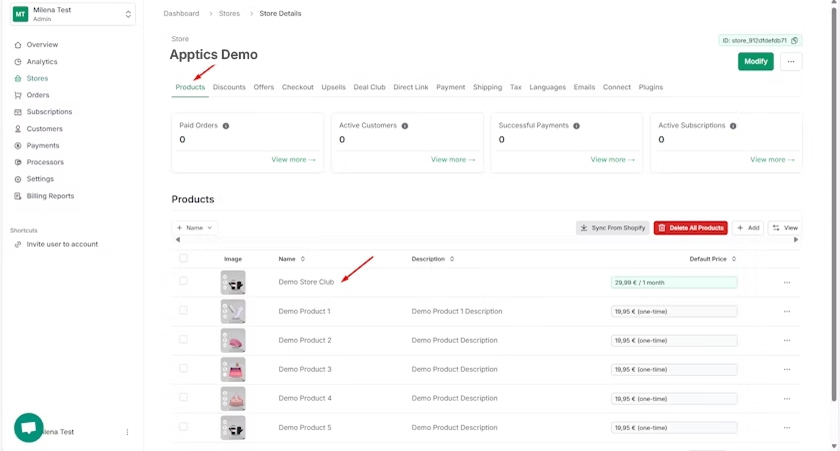 MT
Milena Test
Admin
Dashboard > Stores > Store Details
Overview
Analytics
Stores
Orders
Subscriptions
Customers
Payments
Processors
Settings
Billing Reports
Shortcuts
Invite user to account
Store
Apptics Demo
ID: store_912dfdefdb71
Modify
...
Products Discounts Offers Checkout Upsells Deal Club Direct Link Payment Shipping Tax Languages Emails Connect Plugins
Paid Orders
0
View more →
Active Customers
0
View more →
Successful Payments
0
View more →
Active Subscriptions
0
View more →
Products
+ Name
Sync From Shopify
Delete All Products
+ Add
View
Image Name Description Default Price
Demo Store Club 29,99 € / 1 month ...
Demo Product 1 Demo Product 1 Description 19,95 € (one-time) ...
Demo Product 2 Demo Product Description 19,95 € (one-time) ...
Demo Product 3 Demo Product Description 19,95 € (one-time) ...
Demo Product 4 Demo Product Description 19,95 € (one-time) ...
Demo Product 5 Demo Product Description 19,95 € (one-time) ...
lena Test